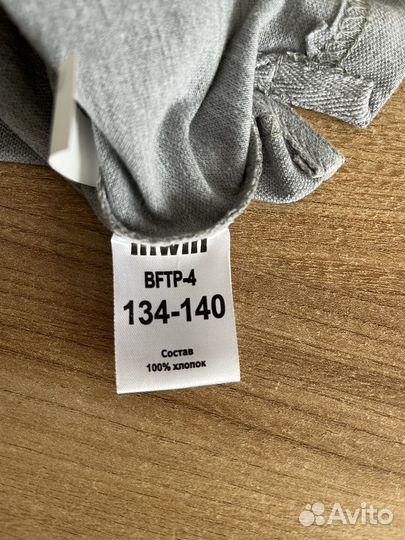 BFTP-4
134-140
Состав
100% хлопок
Avito